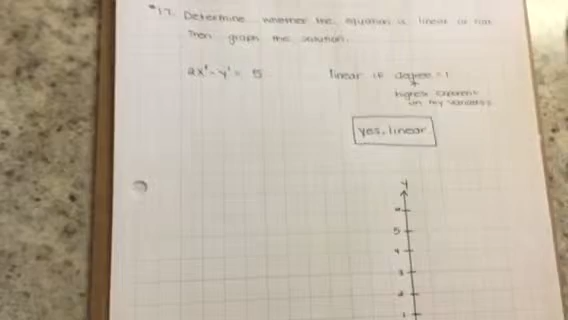 #17. Determine whether the equation is linear or not.
Then graph the solution.
2x¹ - y¹ = 5
linear if degree = 1
highest exponent
on my variables
yes, linear
y
5
4
3
2
1